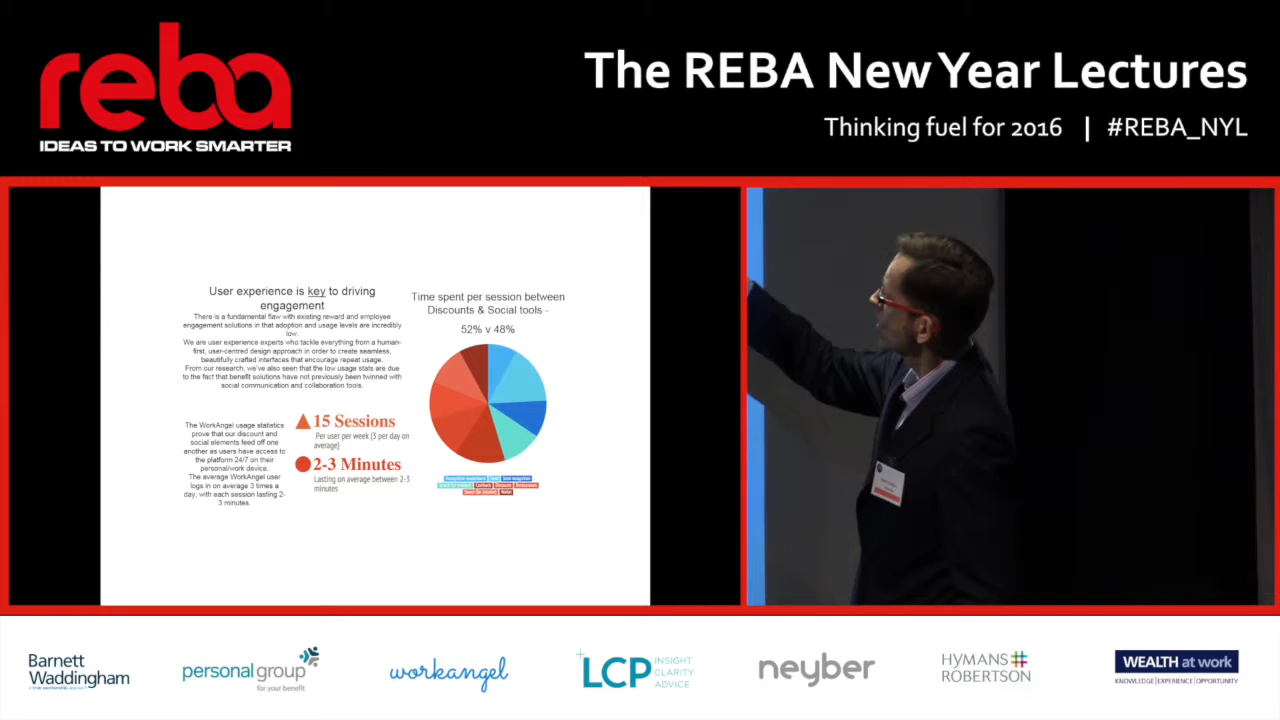 reba
IDEAS TO WORK SMARTER
The REBA New Year Lectures
Thinking fuel for 2016 | #REBA_NYL
User experience is key to driving
engagement
There is a fundamental flaw with existing reward and employee
engagement solutions in that adoption and usage levels are incredibly
low.
We are user experience experts who tackle everything from a human-
first, user-centred design approach in order to create seamless,
beautifully crafted interfaces that encourage repeat usage.
From our research, we've also seen that the low usage stats are due
to the fact that benefit solutions have not previously been twinned with
social communication and collaboration tools.
The WorkAngel usage statistics
prove that our discount and
social elements feed off one
another as users have access to
the platform 24/7 on their
personal/work device.
The average WorkAngel user
logs in on average 3 times a
day, with each session lasting 2-
3 minutes.
15 Sessions
Per user per week (3 per day on
average)
2-3 Minutes
Lasting on average between 2-3
minutes
Time spent per session between
Discounts & Social tools -
52% v 48%
Send recognition
Cashback Discounts Restaurants
Wallet
Barnett
Waddingham
a true partnership approach
personal group
for your benefit
workangel
LCP INSIGHT
CLARITY
ADVICE
neyber
HYMANS
ROBERTSON
WEALTH at work
KNOWLEDGE | EXPERIENCE | OPPORTUNITY